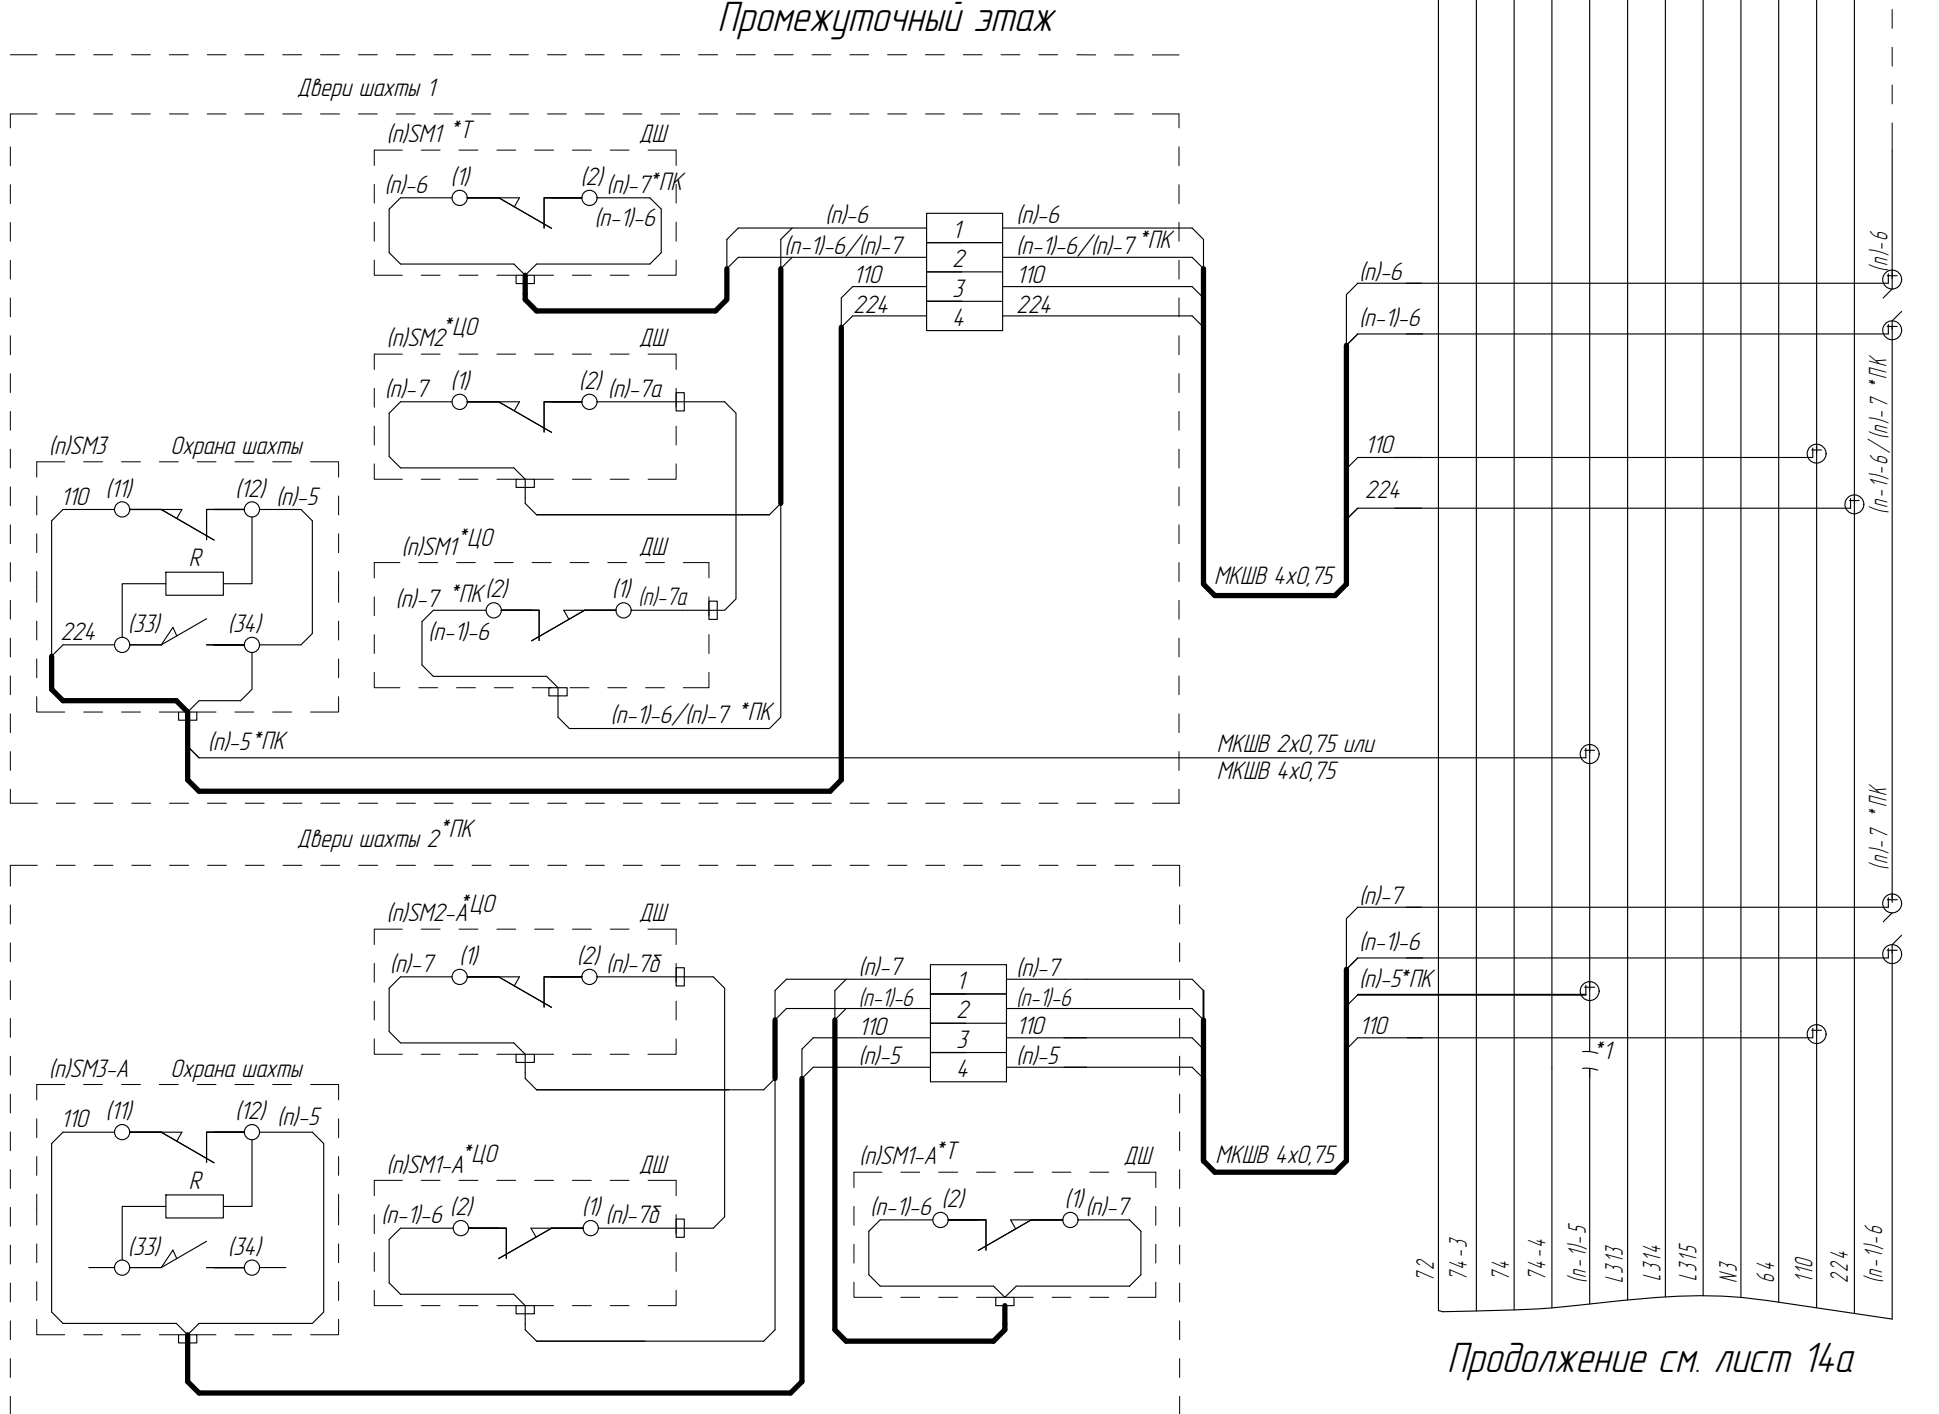 Промежуточный этаж
Двери шахты 1
(п)SM1 *Т ДШ
(п)-6 (1) (2) (п)-7*ПК
(п-1)-6
(п)-6 1 (п)-6
(п-1)-6/(п)-7 2 (п-1)-6/(п)-7 *ПК
110 3 110
224 4 224
(п)SM2*ЦО ДШ
(п)-7 (1) (2) (п)-7а
(п)SM3 Охрана шахты
110 (11) (12) (п)-5
R
224 (33) (34)
(п)SM1*ЦО ДШ
(п)-7 *ПК (2) (1) (п)-7а
(п-1)-6
(п-1)-6/(п)-7 *ПК
(п)-5*ПК
МКШВ 4х0,75
МКШВ 2х0,75 или
МКШВ 4х0,75
(п)-6
(п-1)-6
110
224
(п)-6
(п-1)-6/(п)-7 *ПК
(п)-7 *ПК
Двери шахты 2*ПК
(п)SM2-А*ЦО ДШ
(п)-7 (1) (2) (п)-7б
(п)-7 1 (п)-7
(п-1)-6 2 (п-1)-6
110 3 110
(п)-5 4 (п)-5
(п)SM3-А Охрана шахты
110 (11) (12) (п)-5
R
(33) (34)
(п)SM1-А*ЦО ДШ
(п-1)-6 (2) (1) (п)-7б
(п)SM1-А*Т ДШ
(п-1)-6 (2) (1) (п)-7
МКШВ 4х0,75
(п)-7
(п-1)-6
(п)-5*ПК
110
*1
72
74-3
74
74-4
(п-1)-5
L313
L314
L315
N3
64
110
224
(п-1)-6
Продолжение см. лист 14а